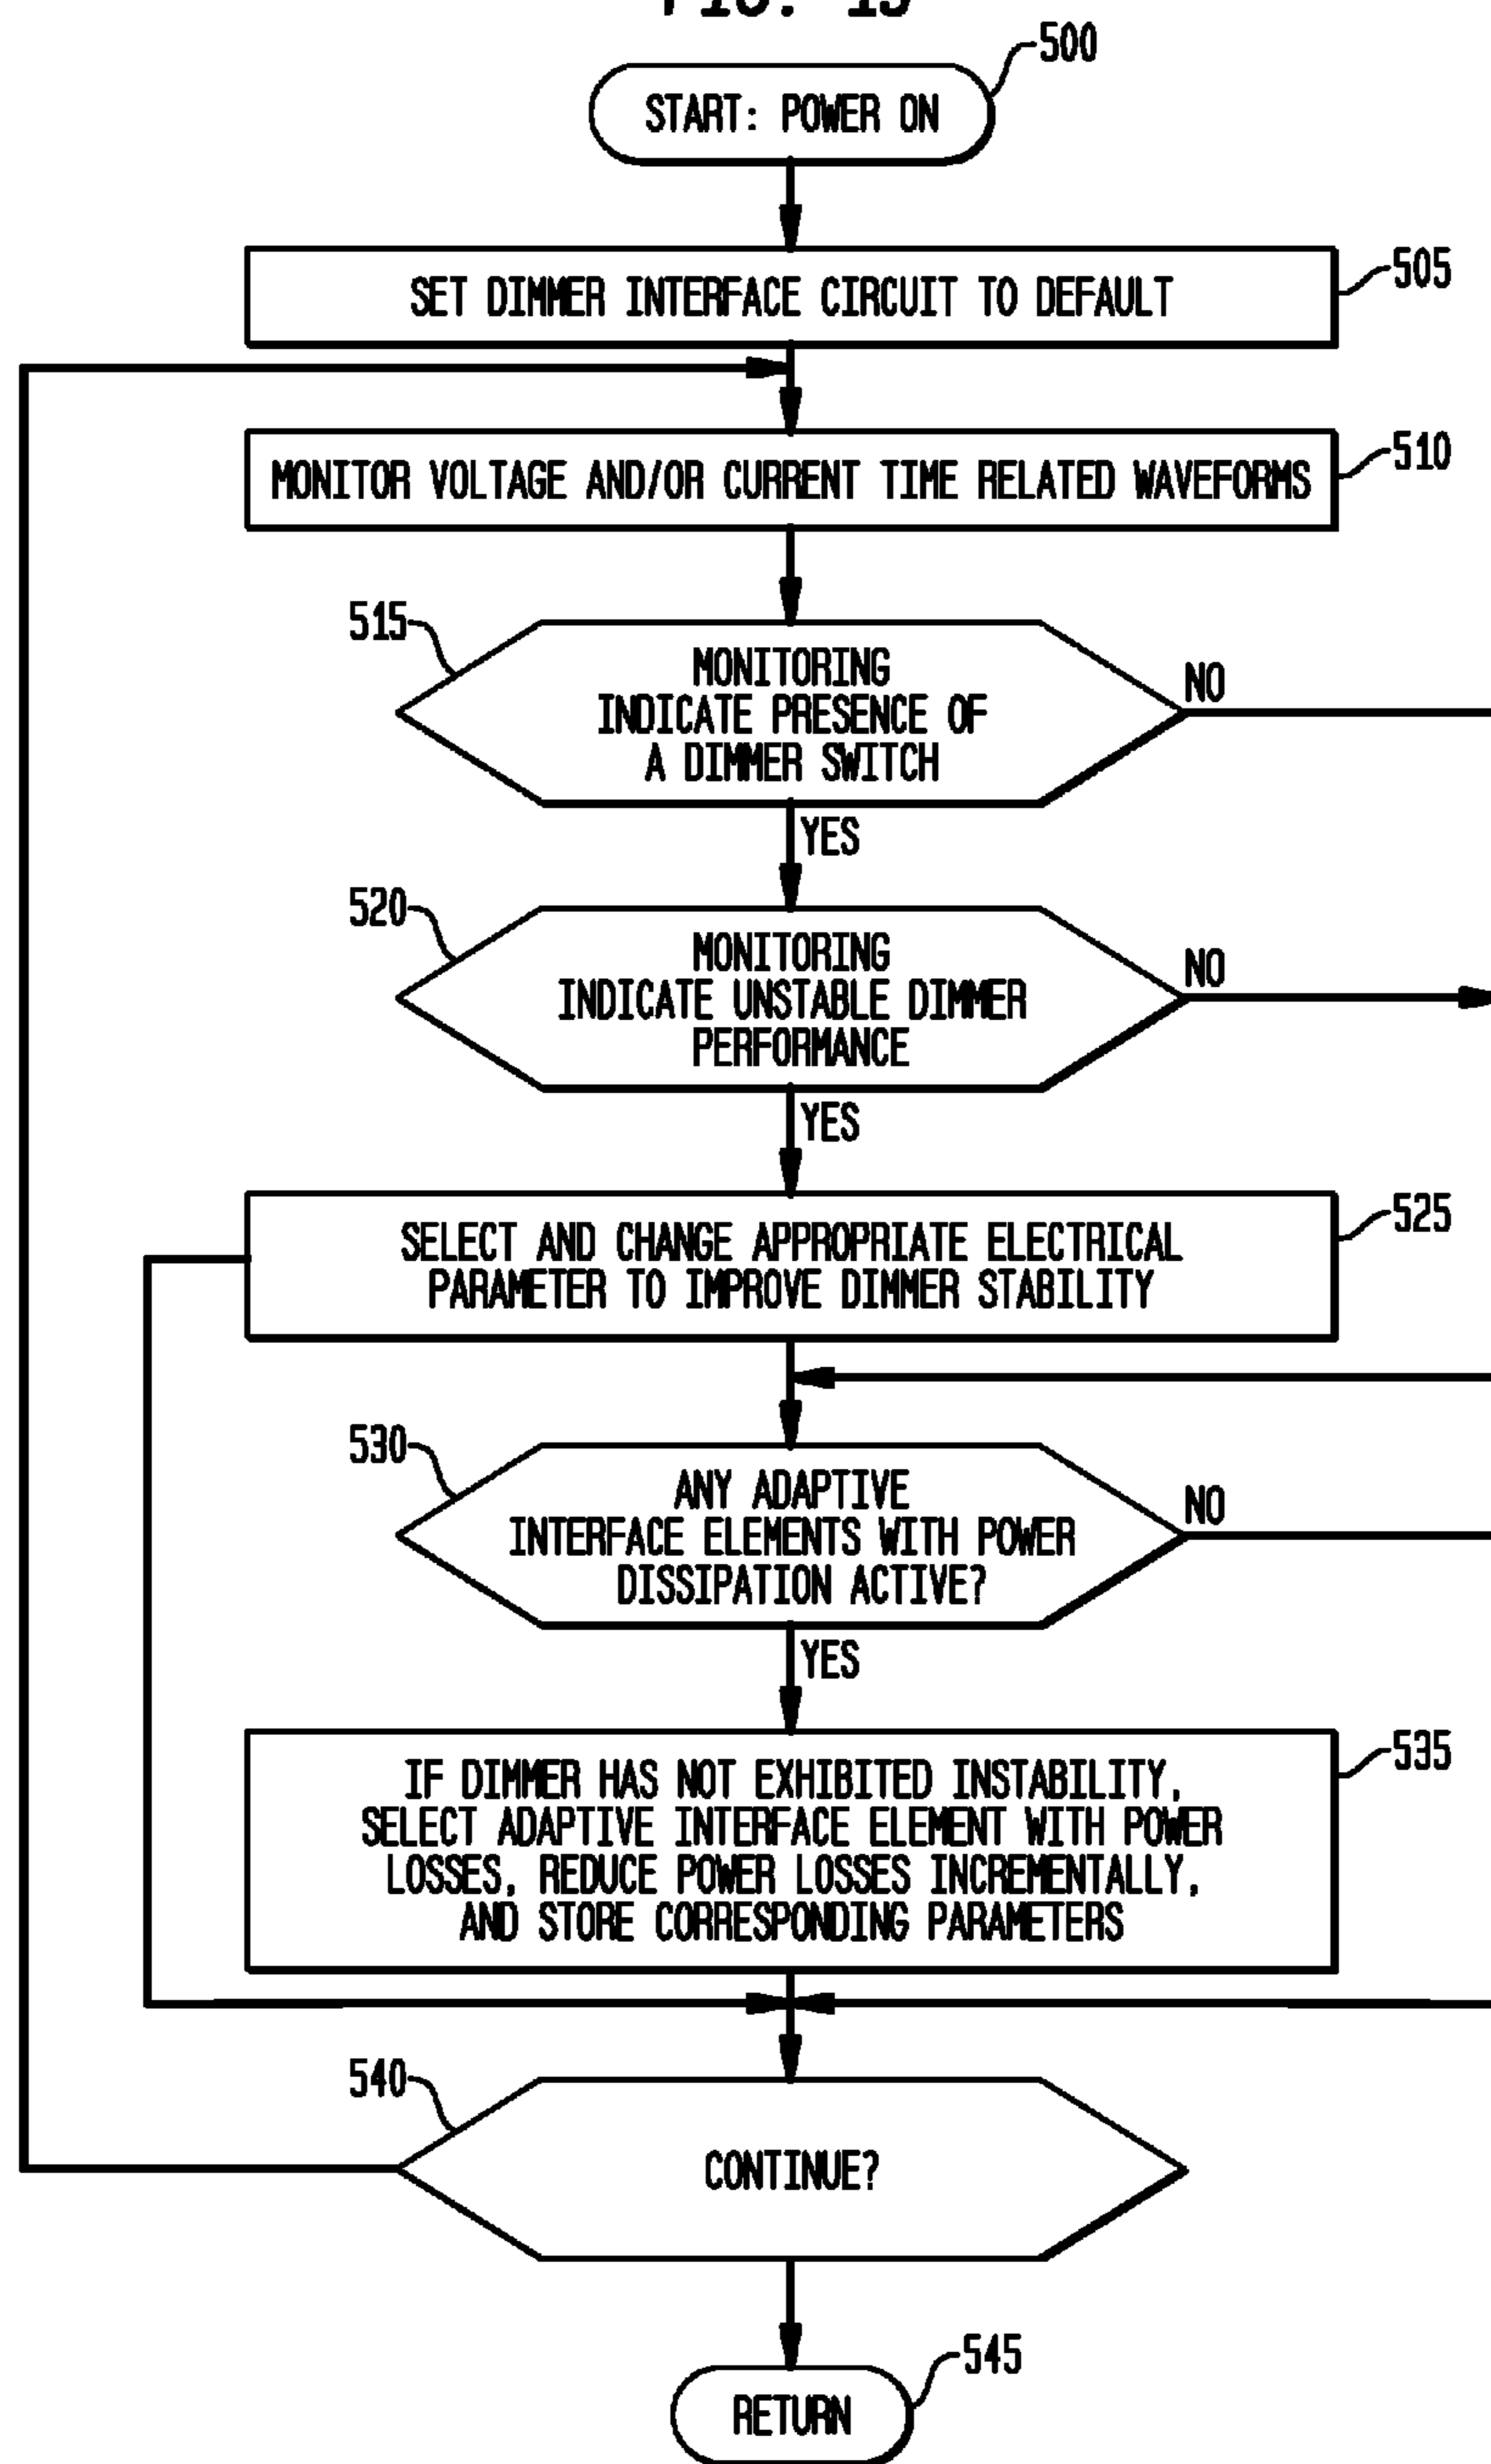 500
START: POWER ON
SET DIMMER INTERFACE CIRCUIT TO DEFAULT
505
MONITOR VOLTAGE AND/OR CURRENT TIME RELATED WAVEFORMS
510
515
MONITORING
INDICATE PRESENCE OF
A DIMMER SWITCH
NO
YES
520
MONITORING
INDICATE UNSTABLE DIMMER
PERFORMANCE
NO
YES
SELECT AND CHANGE APPROPRIATE ELECTRICAL
PARAMETER TO IMPROVE DIMMER STABILITY
525
530
ANY ADAPTIVE
INTERFACE ELEMENTS WITH POWER
DISSIPATION ACTIVE?
NO
YES
IF DIMMER HAS NOT EXHIBITED INSTABILITY,
SELECT ADAPTIVE INTERFACE ELEMENT WITH POWER
LOSSES, REDUCE POWER LOSSES INCREMENTALLY,
AND STORE CORRESPONDING PARAMETERS
535
540
CONTINUE?
545
RETURN